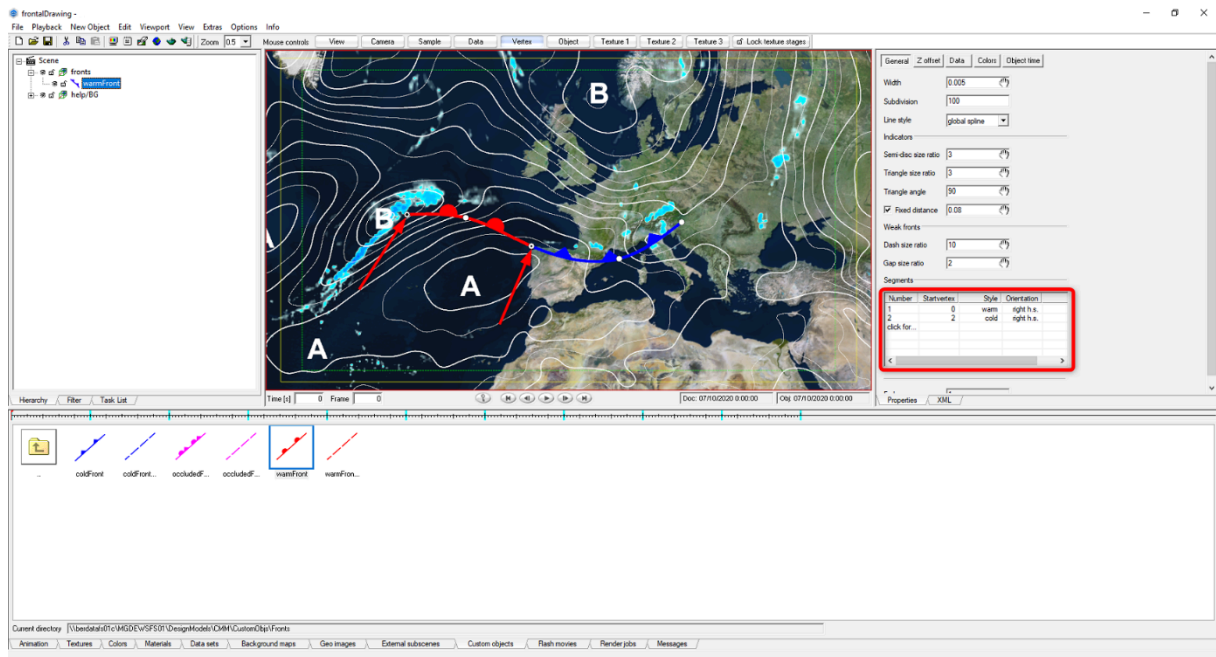 frontalDrawing -
File Playback New Object Edit Viewport View Extras Options Info
Zoom 0.5 Mouse controls View Camera Sample Data Vertex Object Texture 1 Texture 2 Texture 3 Lock texture stages
Scene
fronts
warmFront
help/BG
B
B
A
A
A
General Z offset Data Colors Object time
Width 0.005
Subdivision 100
Line style global spline
Indicators
Semi-disc size ratio 3
Triangle size ratio 3
Triangle angle 90
Fixed distance 0.08
Weak fronts
Dash size ratio 10
Gap size ratio 2
Segments
Number Startvertex Style Orientation
1 0 warm right h.s.
2 2 cold right h.s.
click for...
Hierarchy Filter Task List
Time [s] 0 Frame 0
Doc: 07/10/2020 0:00:00 Obj: 07/10/2020 0:00:00
Properties XML
.. coldFront coldFront... occludedF... occludedF... warmFront warmFron...
Current directory \\berdatals01c\MGDEWSFS01\DesignModels\CMM\CustomObjs\Fronts
Animation Textures Colors Materials Data sets Background maps Geo images External subscenes Custom objects Flash movies Render jobs Messages